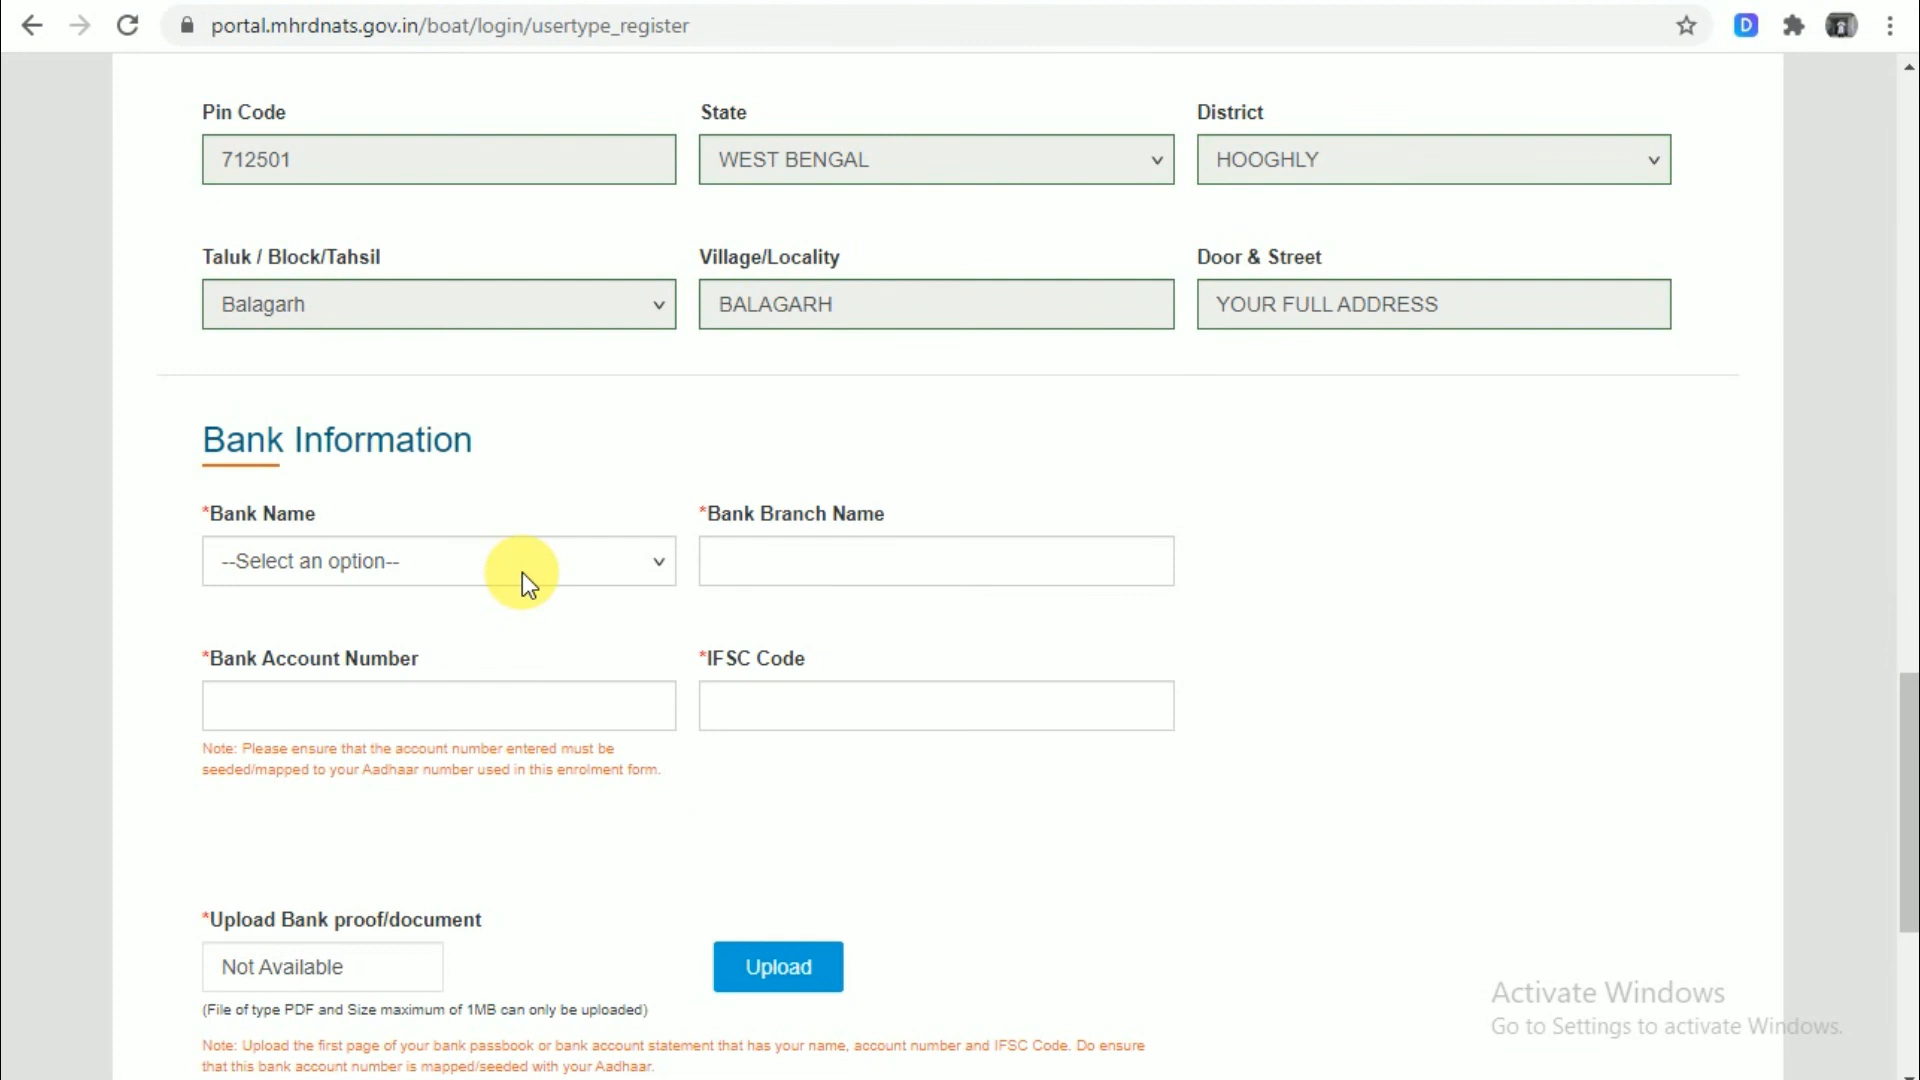 portal.mhrdnats.gov.in/boat/login/usertype_register
D
Pin Code State District
712501 WEST BENGAL HOOGHLY
Taluk / Block/Tahsil Village/Locality Door & Street
Balagarh BALAGARH YOUR FULL ADDRESS
Bank Information
*Bank Name *Bank Branch Name
--Select an option--
*Bank Account Number *IFSC Code
Note: Please ensure that the account number entered must be
seeded/mapped to your Aadhaar number used in this enrolment form.
*Upload Bank proof/document
Not Available Upload
(File of type PDF and Size maximum of 1MB can only be uploaded)
Note: Upload the first page of your bank passbook or bank account statement that has your name, account number and IFSC Code. Do ensure
that this bank account number is mapped/seeded with your Aadhaar.
Activate Windows
Go to Settings to activate Windows.